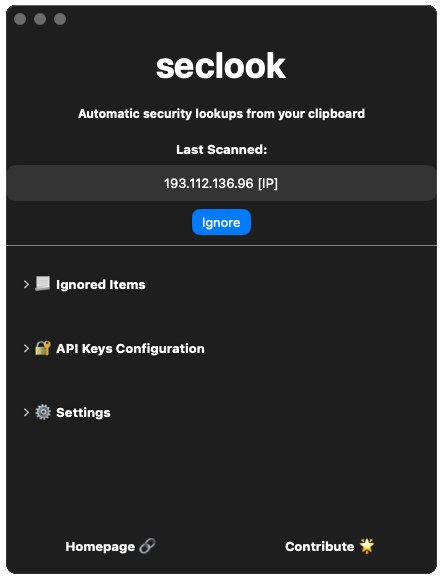 seclook
Automatic security lookups from your clipboard
Last Scanned:
193.112.136.96 [IP]
Ignore
Ignored Items
API Keys Configuration
Settings
Homepage
Contribute